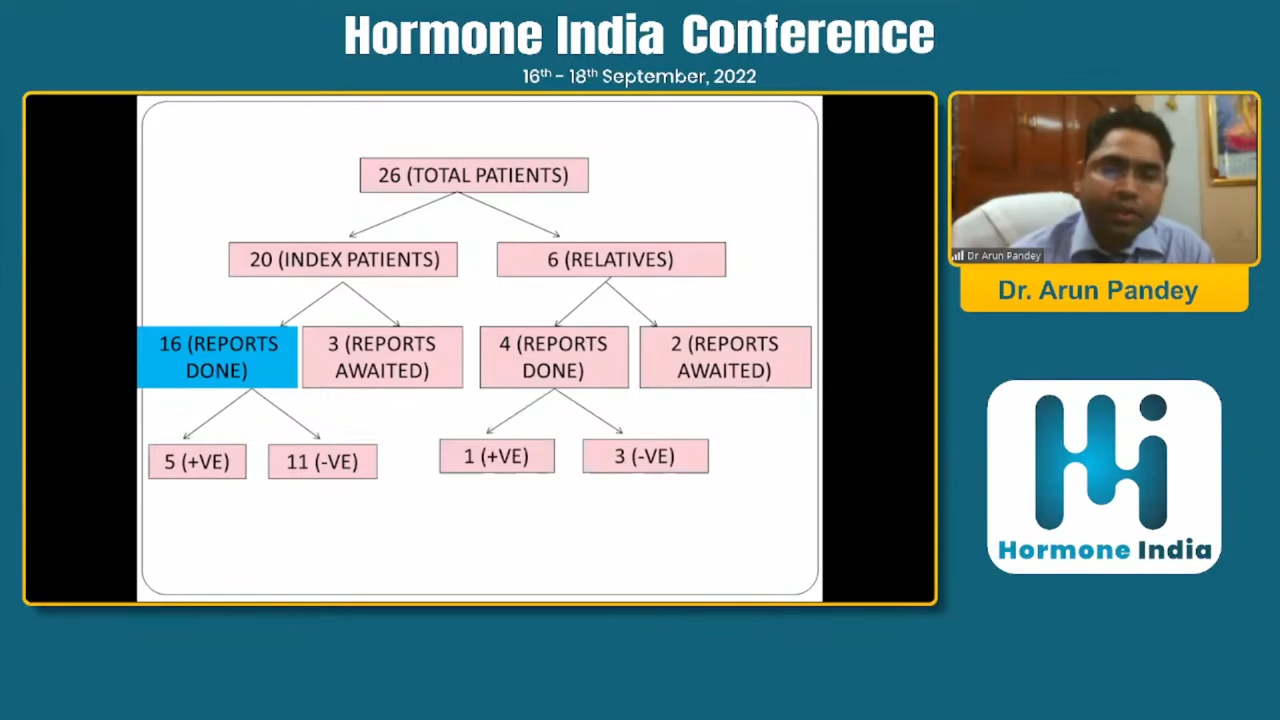 Hormone India Conference
16th - 18th September, 2022
26 (TOTAL PATIENTS)
20 (INDEX PATIENTS)
6 (RELATIVES)
16 (REPORTS
DONE)
3 (REPORTS
AWAITED)
4 (REPORTS
DONE)
2 (REPORTS
AWAITED)
5 (+VE)
11 (-VE)
1 (+VE)
3 (-VE)
Dr Arun Pandey
Dr. Arun Pandey
Hi
Hormone India